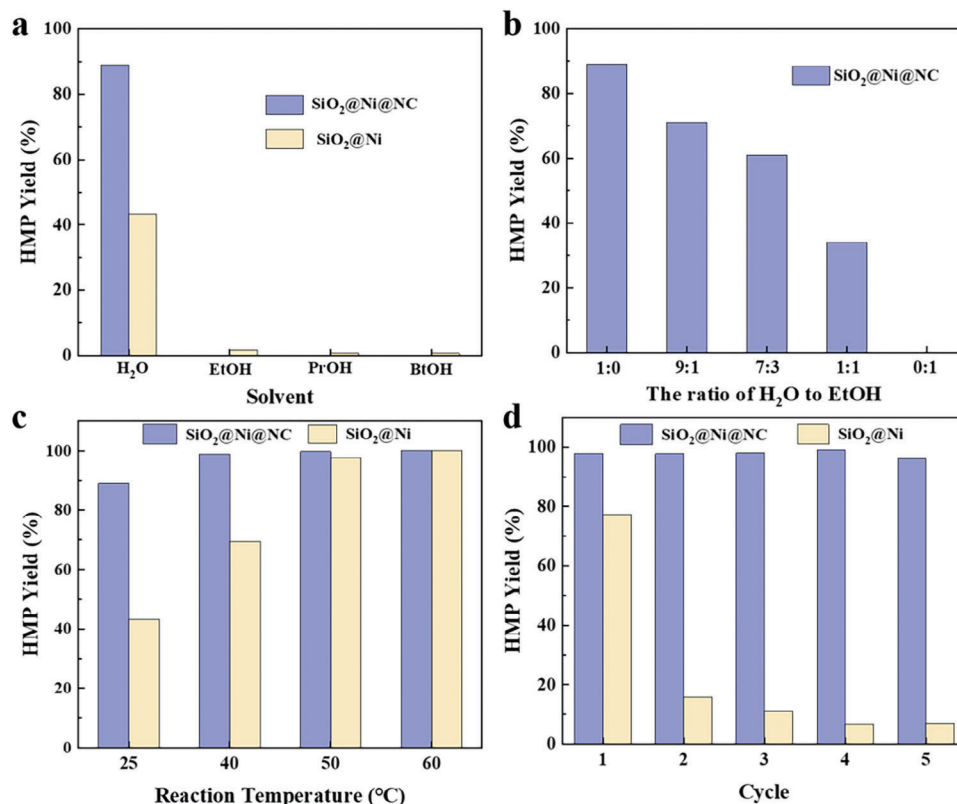 a
HMP Yield (%)
100
80
60
40
20
0
SiO₂@Ni@NC
SiO₂@Ni
H₂O EtOH PrOH BtOH
Solvent
b
HMP Yield (%)
100
80
60
40
20
0
SiO₂@Ni@NC
1:0 9:1 7:3 1:1 0:1
The ratio of H₂O to EtOH
c
HMP Yield (%)
SiO₂@Ni@NC SiO₂@Ni
100
80
60
40
20
0
25 40 50 60
Reaction Temperature (°C)
d
HMP Yield (%)
SiO₂@Ni@NC SiO₂@Ni
100
80
60
40
20
0
1 2 3 4 5
Cycle